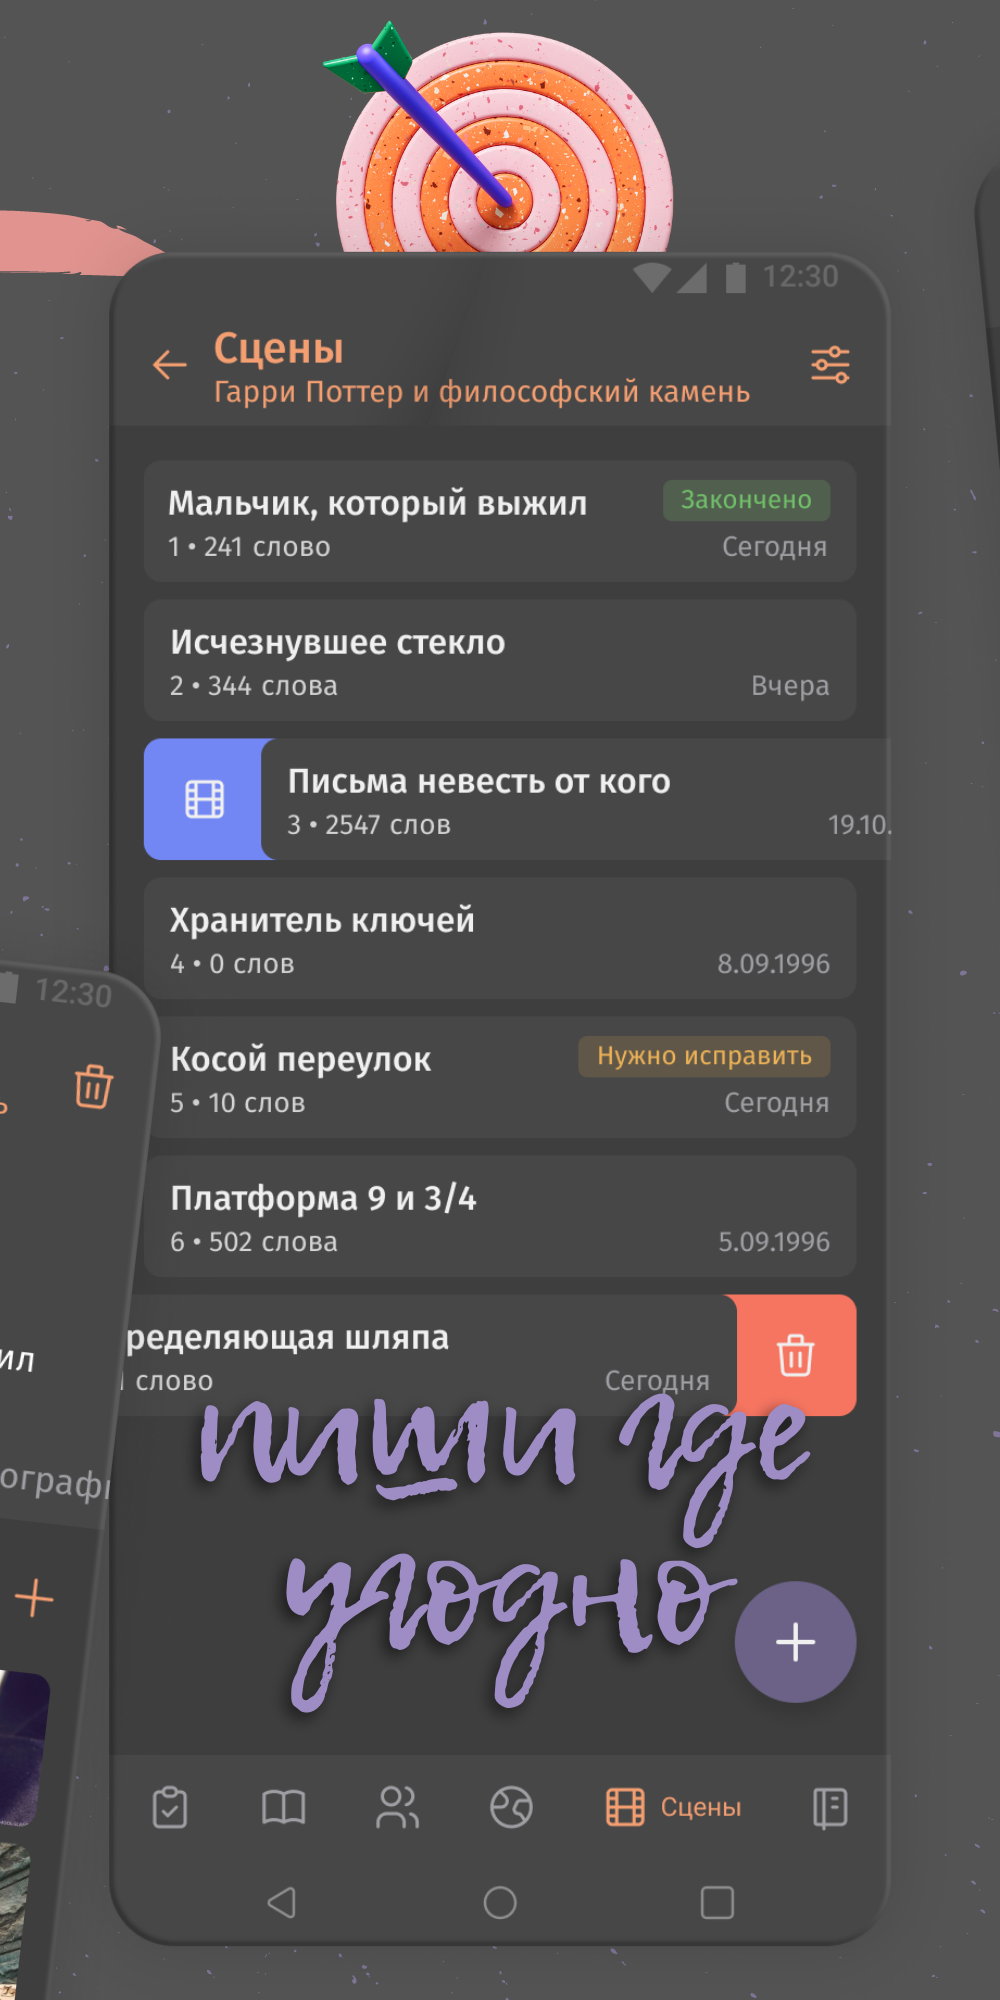 12:30
Сцены
Гарри Поттер и философский камень
Мальчик, который выжил
Закончено
1 • 241 слово
Сегодня
Исчезнувшее стекло
2 • 344 слова
Вчера
Письма невесть от кого
3 • 2547 слов
19.10.
Хранитель ключей
4 • 0 слов
8.09.1996
12:30
Косой переулок
Нужно исправить
5 • 10 слов
Сегодня
Платформа 9 и 3/4
6 • 502 слова
5.09.1996
ределяющая шляпа
слово
Сегодня
ил
ограф
пиши где
угодно
Сцены